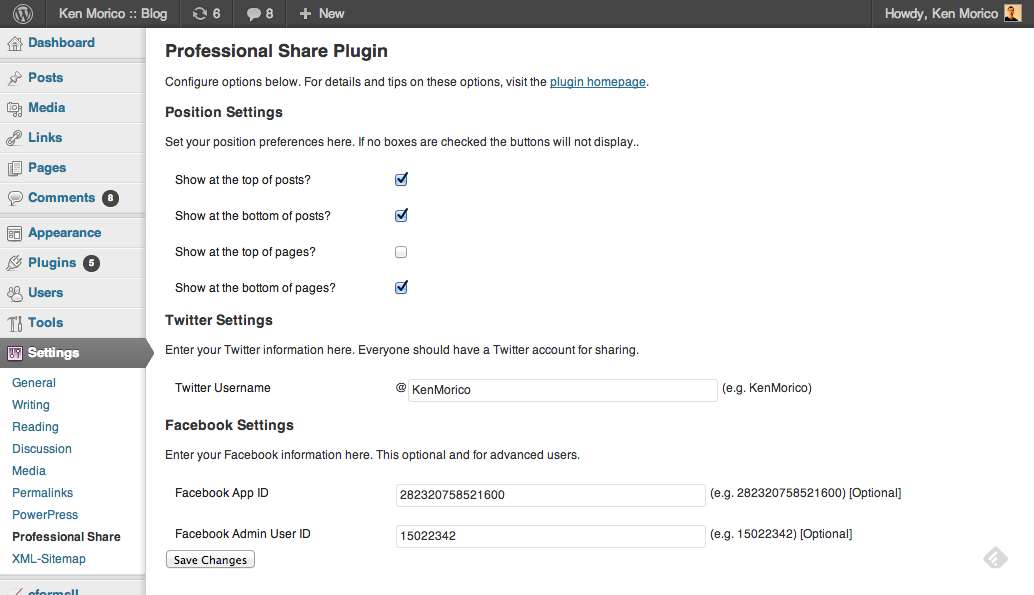 Ken Morico :: Blog 6 8 New Howdy, Ken Morico
Dashboard
Posts
Media
Links
Pages
Comments 8
Appearance
Plugins 5
Users
Tools
Settings
General
Writing
Reading
Discussion
Media
Permalinks
PowerPress
Professional Share
XML-Sitemap
Professional Share Plugin
Configure options below. For details and tips on these options, visit the plugin homepage.
Position Settings
Set your position preferences here. If no boxes are checked the buttons will not display..
Show at the top of posts?
Show at the bottom of posts?
Show at the top of pages?
Show at the bottom of pages?
Twitter Settings
Enter your Twitter information here. Everyone should have a Twitter account for sharing.
Twitter Username @ KenMorico (e.g. KenMorico)
Facebook Settings
Enter your Facebook information here. This optional and for advanced users.
Facebook App ID 282320758521600 (e.g. 282320758521600) [Optional]
Facebook Admin User ID 15022342 (e.g. 15022342) [Optional]
Save Changes